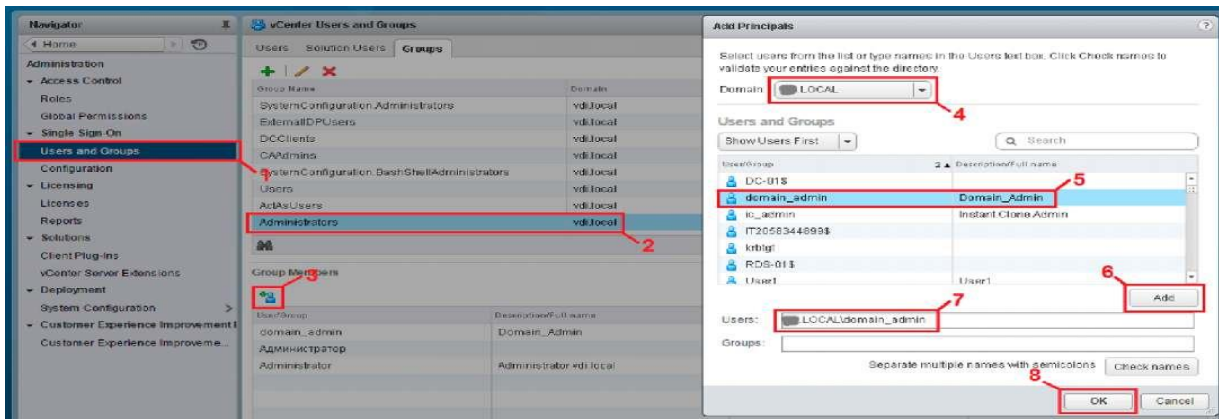 Navigator
Home
Administration
Access Control
Roles
Global Permissions
Single Sign-On
Users and Groups
Configuration
Licensing
Licenses
Reports
Solutions
Client Plug-Ins
vCenter Server Extensions
Deployment
System Configuration
Customer Experience Improvement
Customer Experience Improveme...
1
vCenter Users and Groups
Users Solution Users Groups
Group Name Domain
SystemConfiguration.Administrators vdi.local
ExternalIDPUsers vdi.local
DCClients vdi.local
CAAdmins vdi.local
SystemConfiguration.BashShellAdministrators vdi.local
Users vdi.local
ActAsUsers vdi.local
Administrators vdi.local
2
Group Members
3
User/Group Description/Full name
domain_admin Domain_Admin
Администратор
Administrator Administrator vdi.local
Add Principals
Select users from the list or type names in the Users text box. Click Check names to
validate your entries against the directory
Domain: LOCAL
4
Users and Groups
Show Users First Search
User/Group 2 Description/Full name
DC-01$
5
domain_admin Domain_Admin
ic_admin Instant Clone Admin
IT2058344899$
krbtgt
RDS-01$
User1 User1
6
Add
7
Users: LOCAL\domain_admin
Groups:
Separate multiple names with semicolons Check names
8
OK Cancel